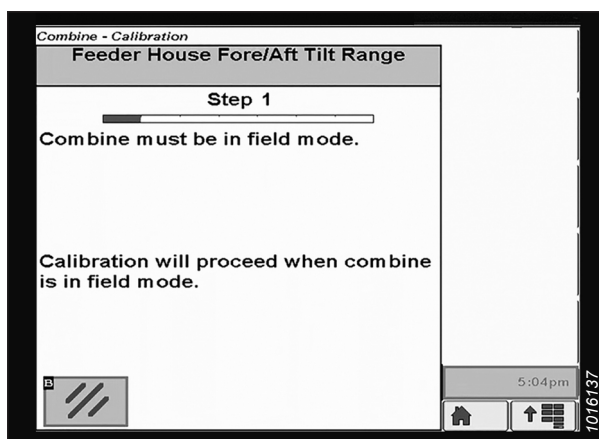 Combine - Calibration
Feeder House Fore/Aft Tilt Range
Step 1
Combine must be in field mode.
Calibration will proceed when combine
is in field mode.
B
5:04pm
1016137